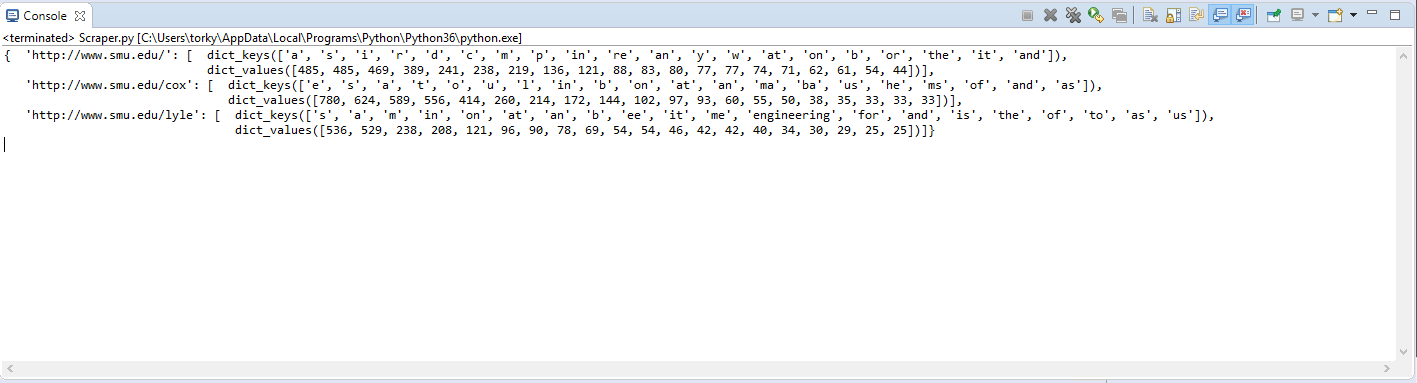 Console
<terminated> Scraper.py [C:\Users\torky\AppData\Local\Programs\Python\Python36\python.exe]
{ 'http://www.smu.edu/': [ dict_keys(['a', 's', 'i', 'r', 'd', 'c', 'm', 'p', 'in', 're', 'an', 'y', 'w', 'at', 'on', 'b', 'or', 'the', 'it', 'and']),
dict_values([485, 485, 469, 389, 241, 238, 219, 136, 121, 88, 83, 80, 77, 77, 74, 71, 62, 61, 54, 44])],
'http://www.smu.edu/cox': [ dict_keys(['e', 's', 'a', 't', 'o', 'u', 'l', 'in', 'b', 'on', 'at', 'an', 'ma', 'ba', 'us', 'he', 'ms', 'of', 'and', 'as']),
dict_values([780, 624, 589, 556, 414, 260, 214, 172, 144, 102, 97, 93, 60, 55, 50, 38, 35, 33, 33, 33])],
'http://www.smu.edu/lyle': [ dict_keys(['s', 'a', 'm', 'in', 'on', 'at', 'an', 'b', 'ee', 'it', 'me', 'engineering', 'for', 'and', 'is', 'the', 'of', 'to', 'as', 'us']),
dict_values([536, 529, 238, 208, 121, 96, 90, 78, 69, 54, 54, 46, 42, 42, 40, 34, 30, 29, 25, 25])]}